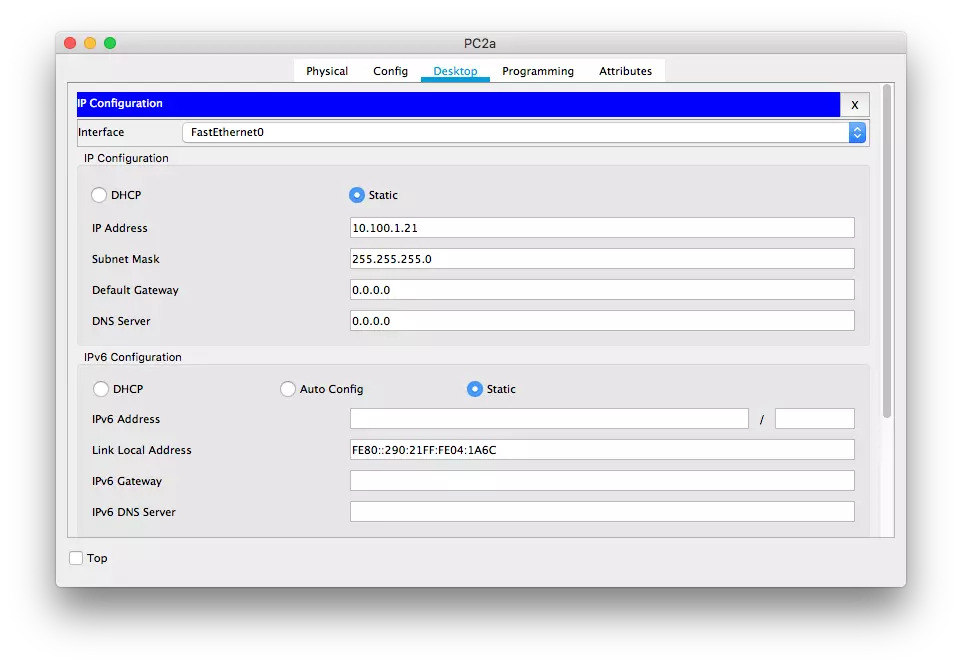 PC2a
Physical Config Desktop Programming Attributes
IP Configuration X
Interface FastEthernet0
IP Configuration
DHCP Static
IP Address 10.100.1.21
Subnet Mask 255.255.255.0
Default Gateway 0.0.0.0
DNS Server 0.0.0.0
IPv6 Configuration
DHCP Auto Config Static
IPv6 Address /
Link Local Address FE80::290:21FF:FE04:1A6C
IPv6 Gateway
IPv6 DNS Server
Top